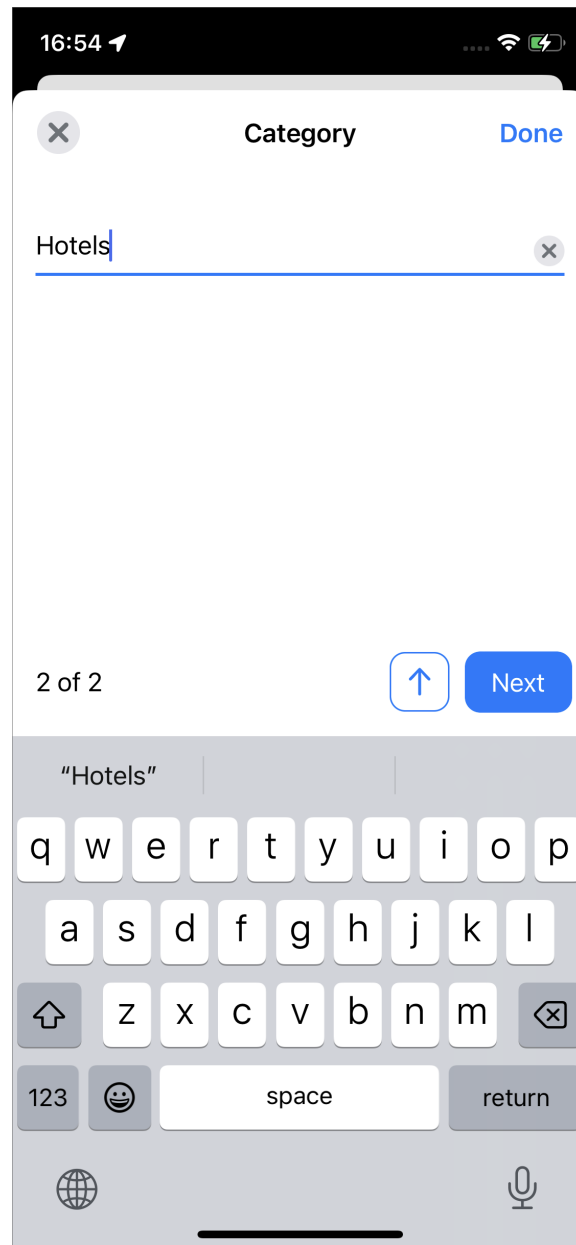 16:54
Category Done
Hotels
2 of 2 Next
“Hotels”
q w e r t y u i o p
a s d f g h j k l
z x c v b n m
123 space return